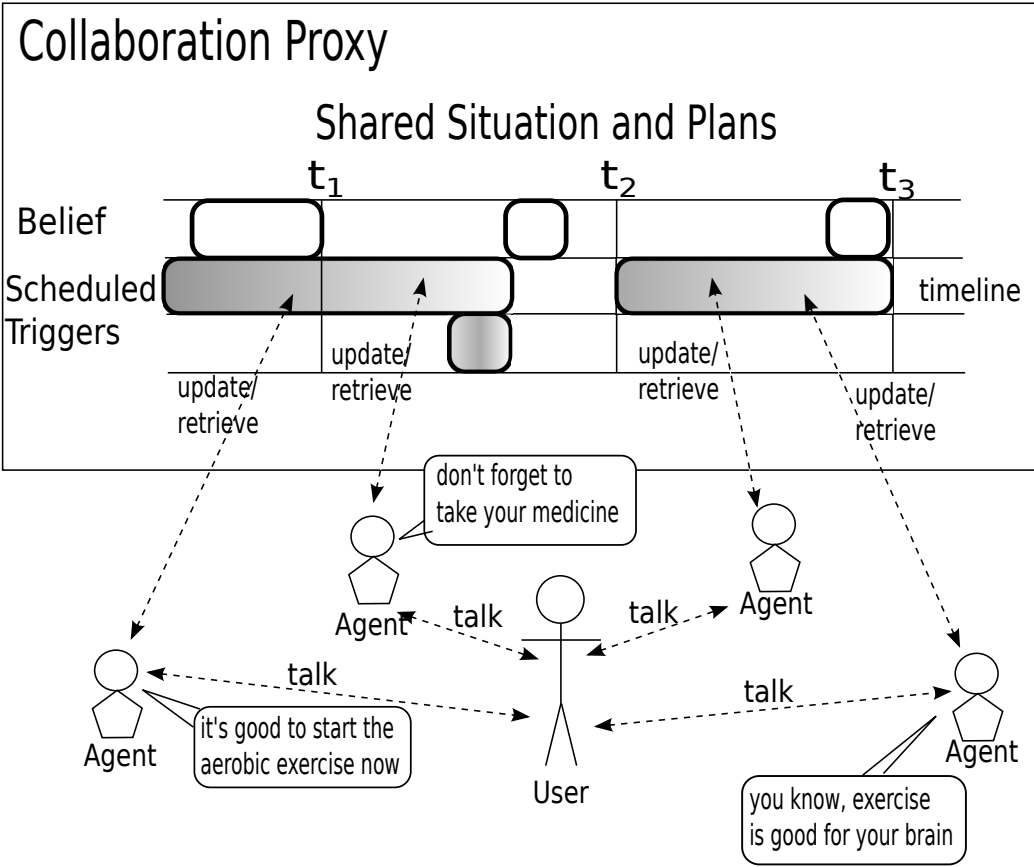 Collaboration Proxy
Shared Situation and Plans
t1
t2
t3
Belief
Scheduled
Triggers
timeline
update/
retrieve
update/
retrieve
update/
retrieve
update/
retrieve
don't forget to
take your medicine
Agent
talk
talk
Agent
Agent
talk
it's good to start the
aerobic exercise now
User
talk
Agent
you know, exercise
is good for your brain